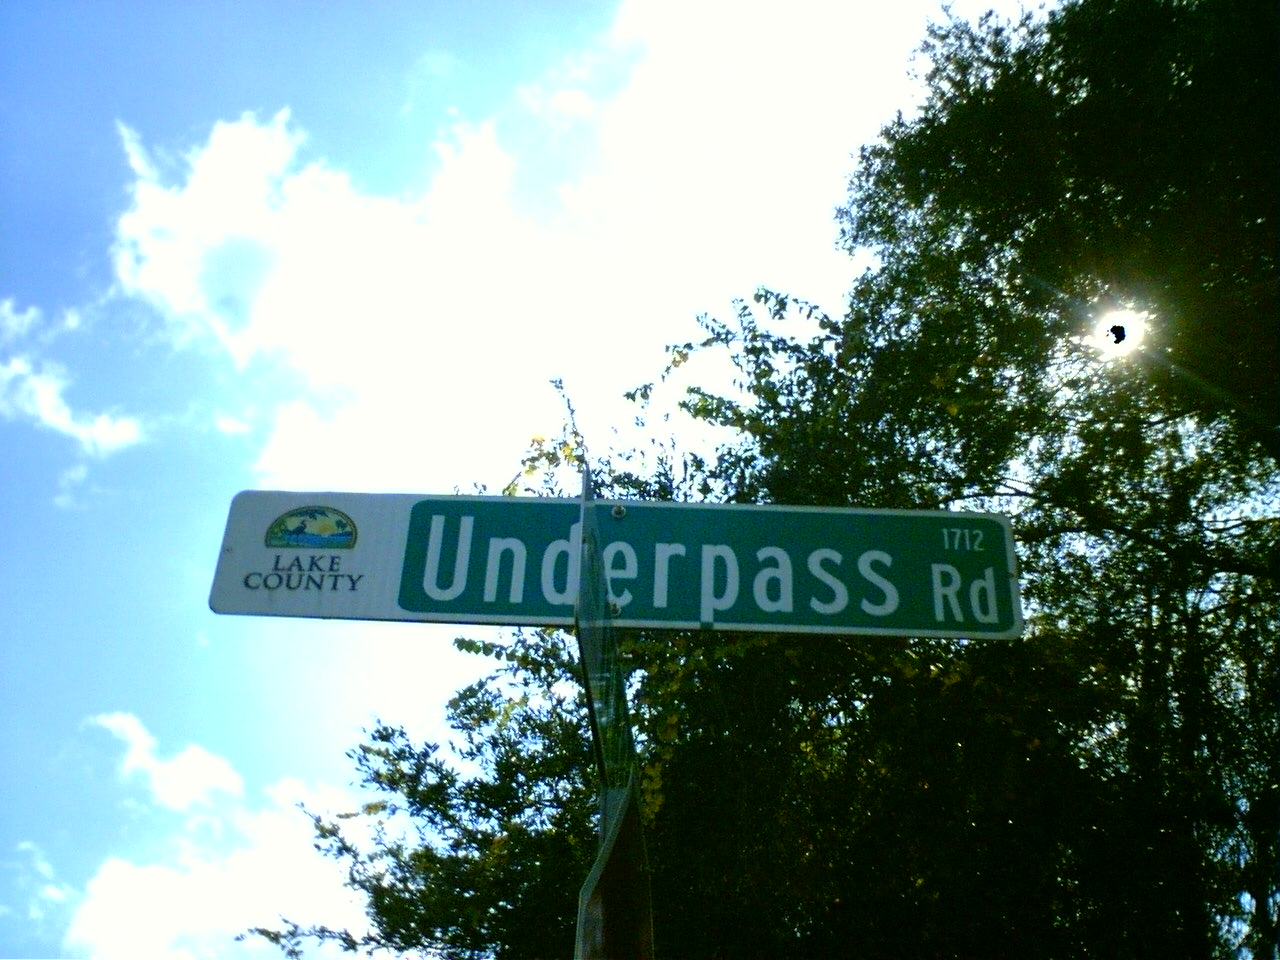 LAKE
COUNTY
Underpass Rd
1712